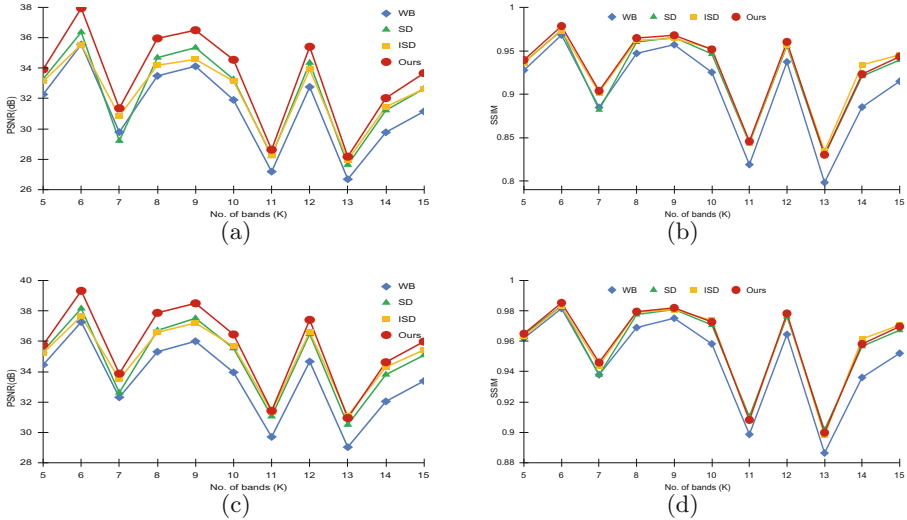 38
36
34
32
30
28
26
PSNR(dB)
WB
SD
ISD
Ours
5 6 7 8 9 10 11 12 13 14 15
No. of bands (K)
(a)
1
0.95
0.9
0.85
0.8
SSIM
WB SD ISD Ours
5 6 7 8 9 10 11 12 13 14 15
No. of bands (K)
(b)
40
38
36
34
32
30
28
PSNR(dB)
WB
SD
ISD
Ours
5 6 7 8 9 10 11 12 13 14 15
No. of bands (K)
(c)
1
0.98
0.96
0.94
0.92
0.9
0.88
SSIM
WB SD ISD Ours
5 6 7 8 9 10 11 12 13 14 15
No. of bands (K)
(d)